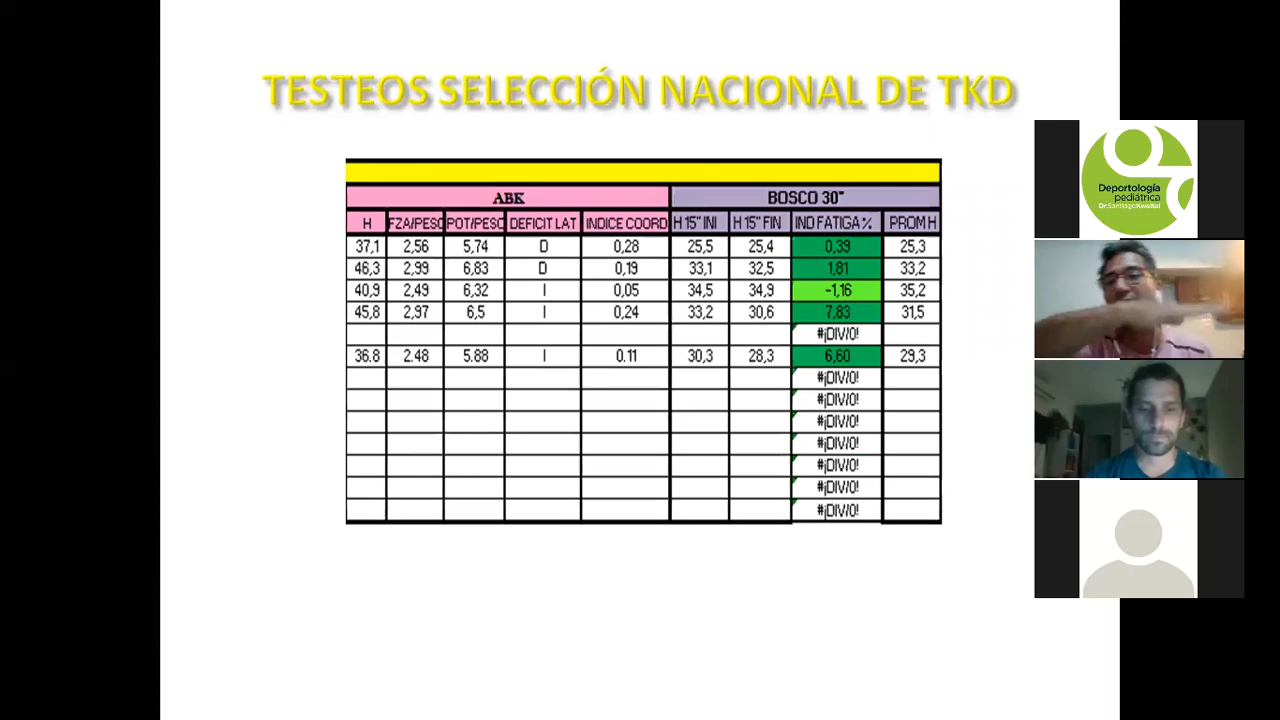 TESTEOS SELECCIÓN NACIONAL DE TKD
ABK BOSCO 30"
H FZA/PESO POT/PESO DEFICIT LAT INDICE COORD H 15" INI H 15" FIN IND FATIGA % PROM H
37,1 2,56 5,74 D 0,28 25,5 25,4 0,39 25,3
46,3 2,99 6,83 D 0,19 33,1 32,5 1,81 33,2
40,9 2,49 6,32 I 0,05 34,5 34,9 -1,16 35,2
45,8 2,97 6,5 I 0,24 33,2 30,6 7,83 31,5
#¡DIV/0!
36.8 2.48 5.88 I 0.11 30,3 28,3 6,60 29,3
#¡DIV/0!
#¡DIV/0!
#¡DIV/0!
#¡DIV/0!
#¡DIV/0!
#¡DIV/0!
#¡DIV/0!
Deportología
pediátrica
Dr.Santiago Kweitel